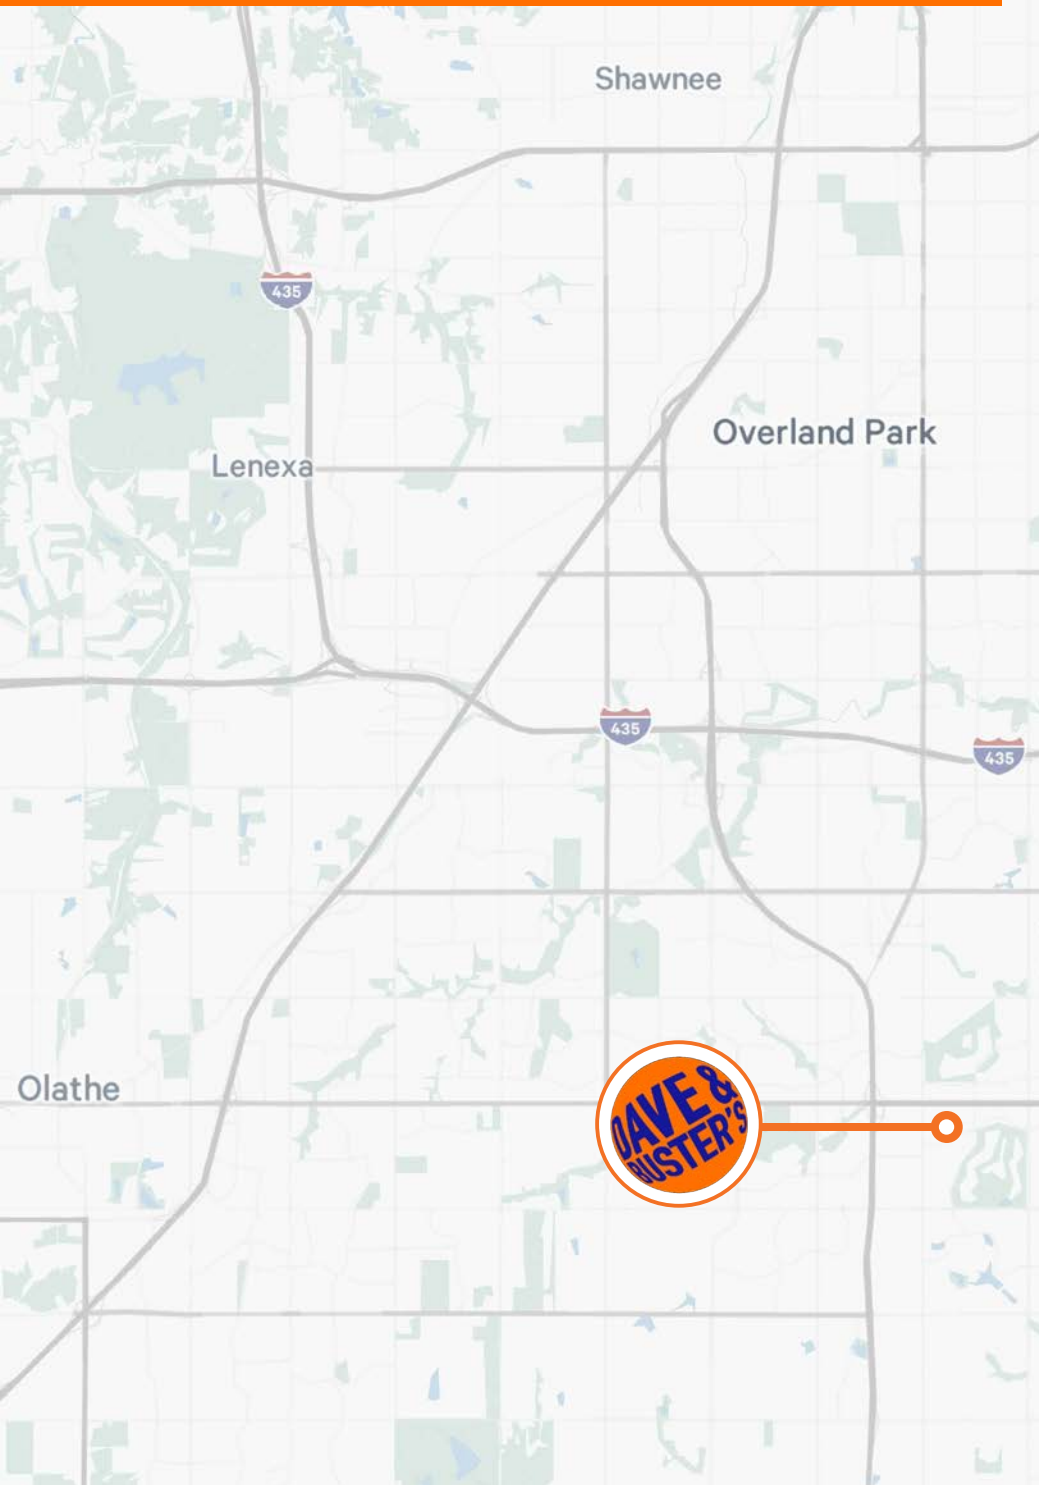 Shawnee
435
Overland Park
Lenexa
435
435
Olathe
DAVE &
BUSTER'S